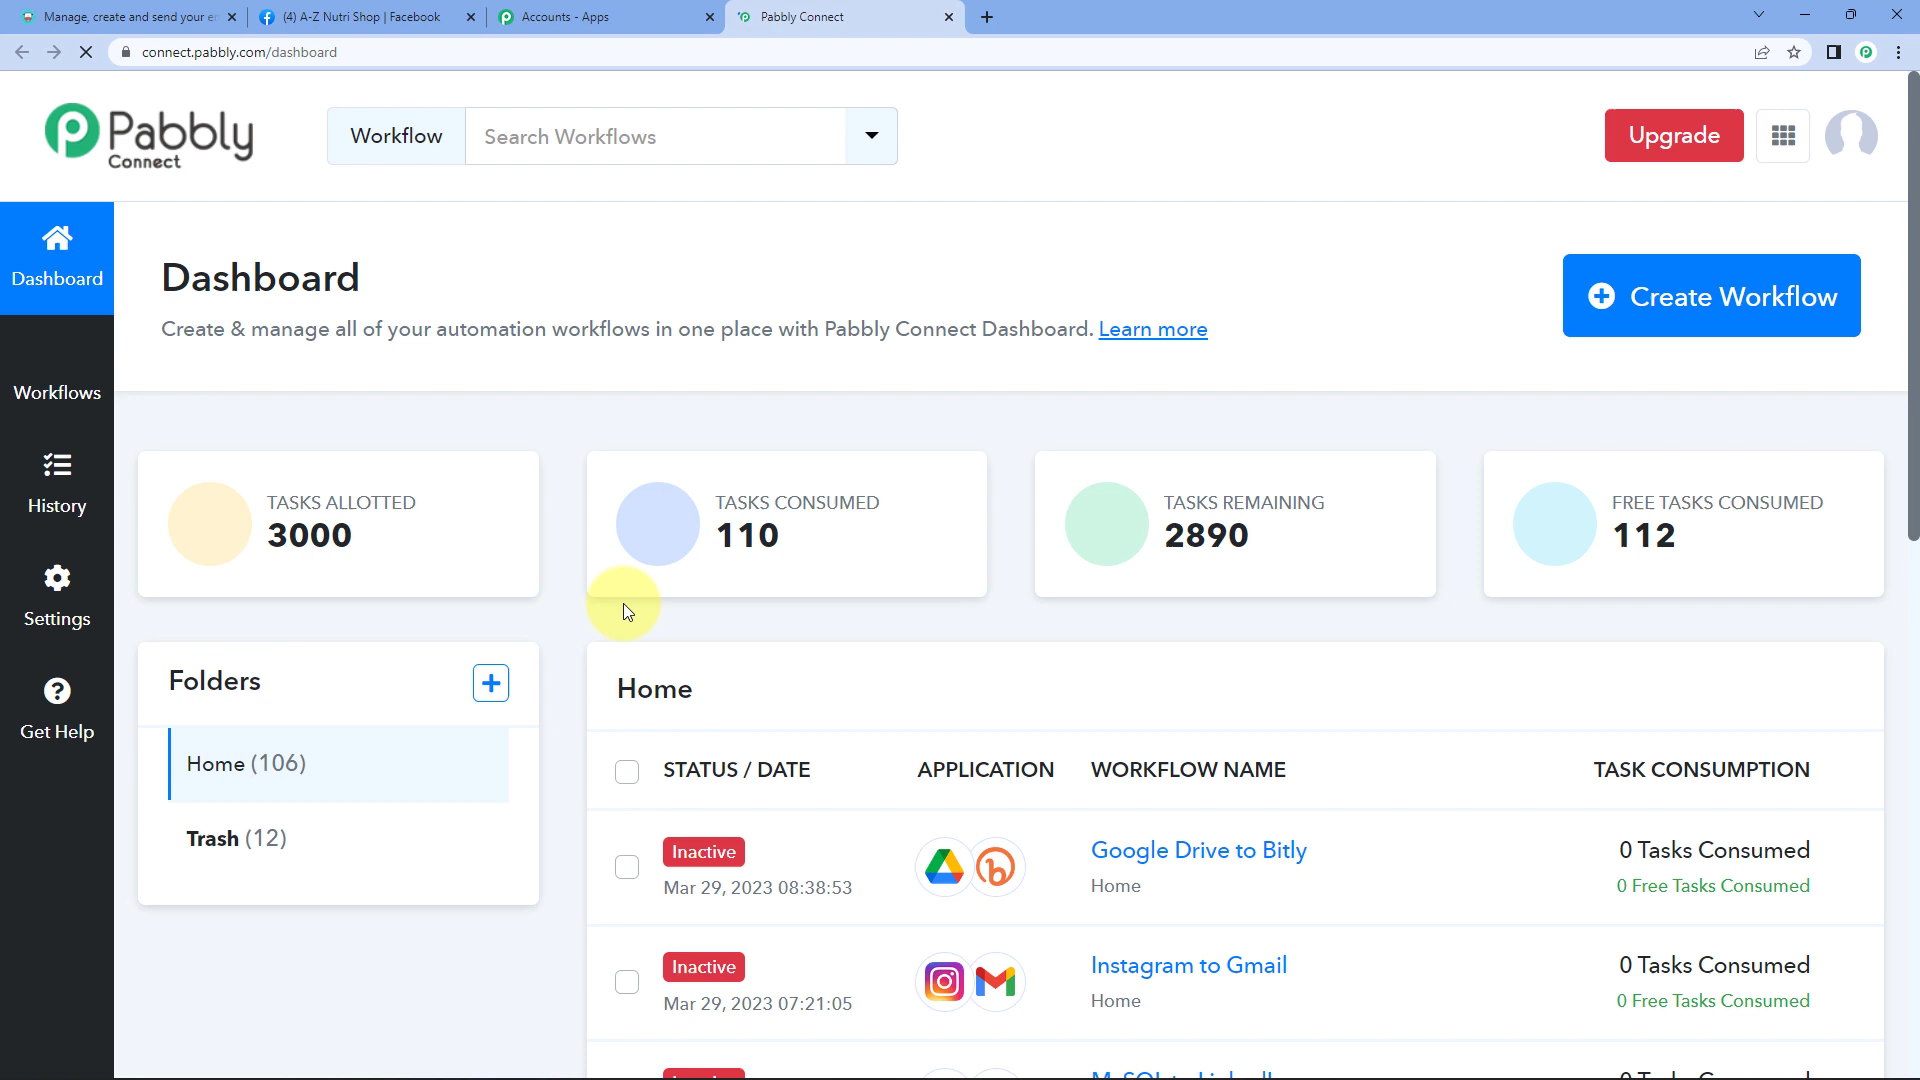 Manage, create and send your e
(4) A-Z Nutri Shop | Facebook
Accounts - Apps
Pabbly Connect
connect.pabbly.com/dashboard
Pabbly
Connect
Workflow
Search Workflows
Upgrade
Dashboard
Workflows
History
Settings
Get Help
Dashboard
Create & manage all of your automation workflows in one place with Pabbly Connect Dashboard. Learn more
Create Workflow
TASKS ALLOTTED
3000
TASKS CONSUMED
110
TASKS REMAINING
2890
FREE TASKS CONSUMED
112
Folders
Home (106)
Trash (12)
Home
STATUS / DATE APPLICATION WORKFLOW NAME TASK CONSUMPTION
Inactive
Mar 29, 2023 08:38:53
Google Drive to Bitly
Home
0 Tasks Consumed
0 Free Tasks Consumed
Inactive
Mar 29, 2023 07:21:05
Instagram to Gmail
Home
0 Tasks Consumed
0 Free Tasks Consumed